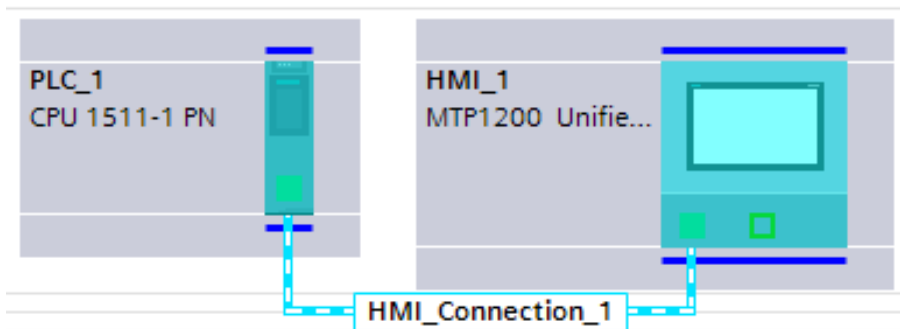 PLC_1
CPU 1511-1 PN
HMI_1
MTP1200 Unifie...
HMI_Connection_1